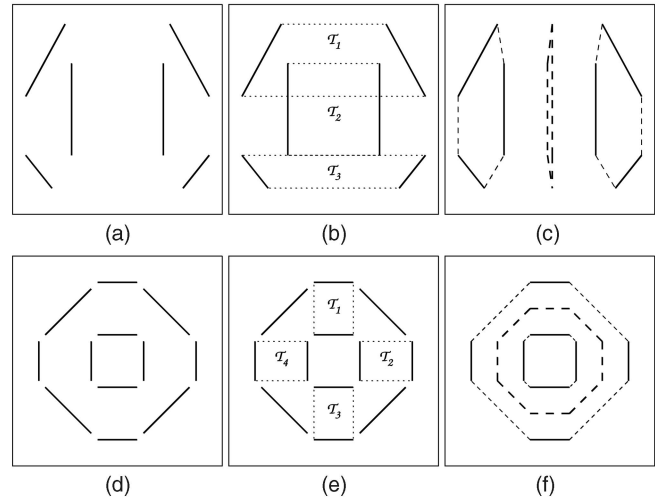 𝒯₁
𝒯₂
𝒯₃
(a) (b) (c)
𝒯₁
𝒯₄ 𝒯₂
𝒯₃
(d) (e) (f)